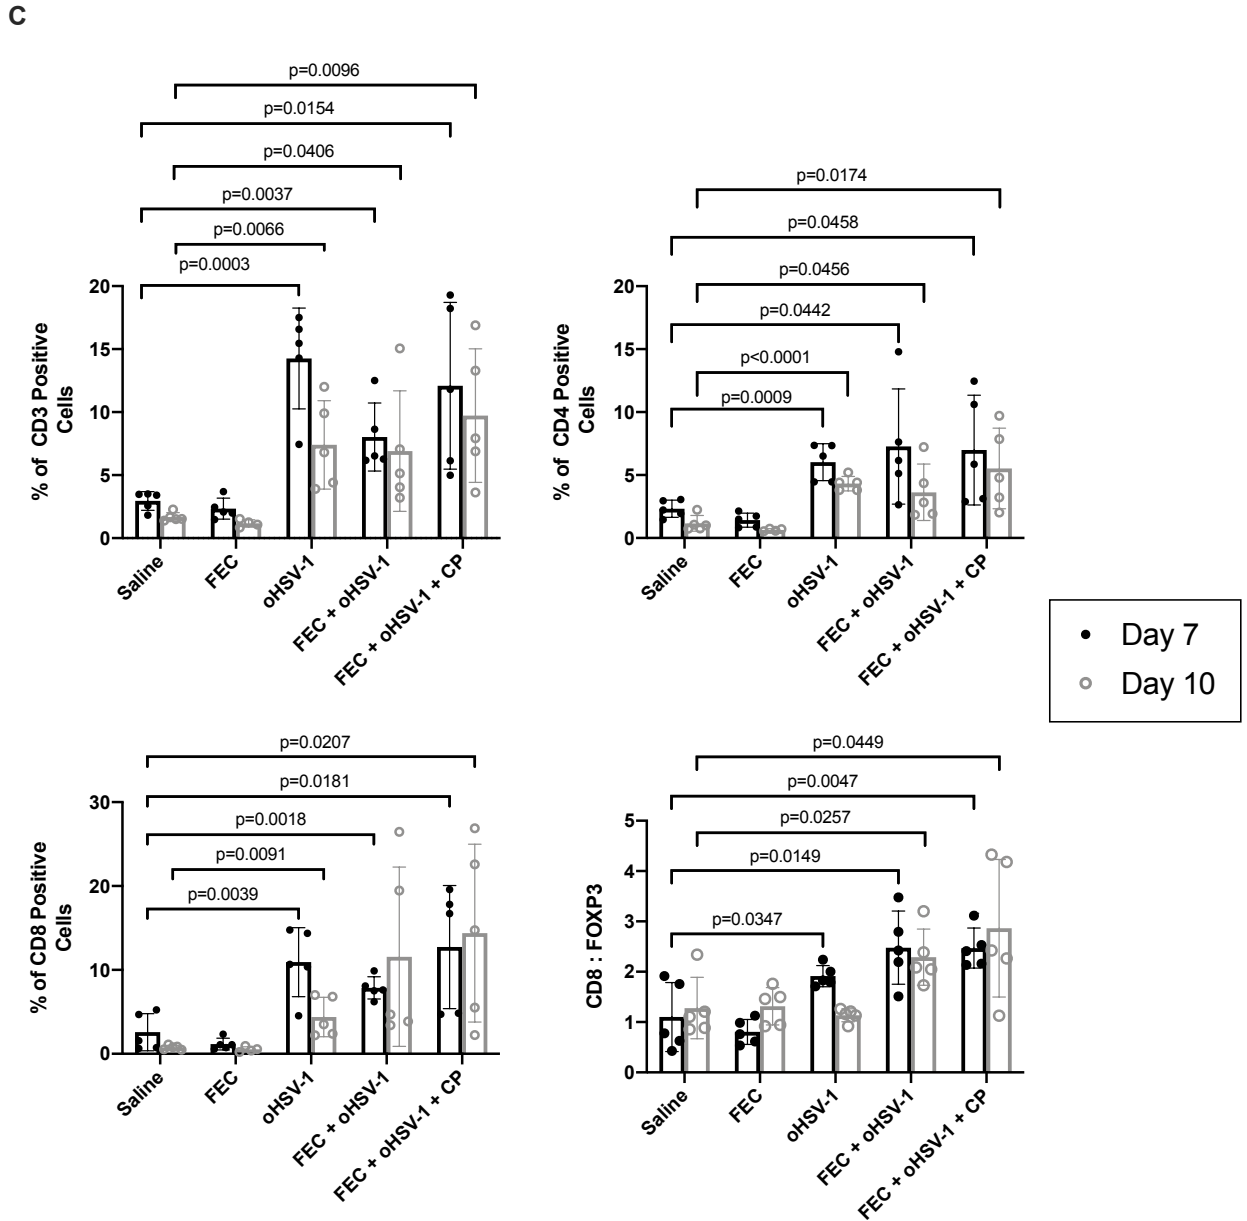 C
p=0.0096
p=0.0154
p=0.0406
p=0.0037
p=0.0066
p=0.0003
20
15
10
5
0
% of CD3 Positive
Cells
Saline
FEC
oHSV-1
FEC + oHSV-1
FEC + oHSV-1 + CP
p=0.0174
p=0.0458
p=0.0456
p=0.0442
p<0.0001
p=0.0009
20
15
10
5
0
% of CD4 Positive
Cells
Saline
FEC
oHSV-1
FEC + oHSV-1
FEC + oHSV-1 + CP
Day 7
Day 10
p=0.0207
p=0.0181
p=0.0018
p=0.0091
p=0.0039
30
20
10
0
% of CD8 Positive
Cells
Saline
FEC
oHSV-1
FEC + oHSV-1
FEC + oHSV-1 + CP
p=0.0449
p=0.0047
p=0.0257
p=0.0149
p=0.0347
5
4
3
2
1
0
CD8 : FOXP3
Saline
FEC
oHSV-1
FEC + oHSV-1
FEC + oHSV-1 + CP